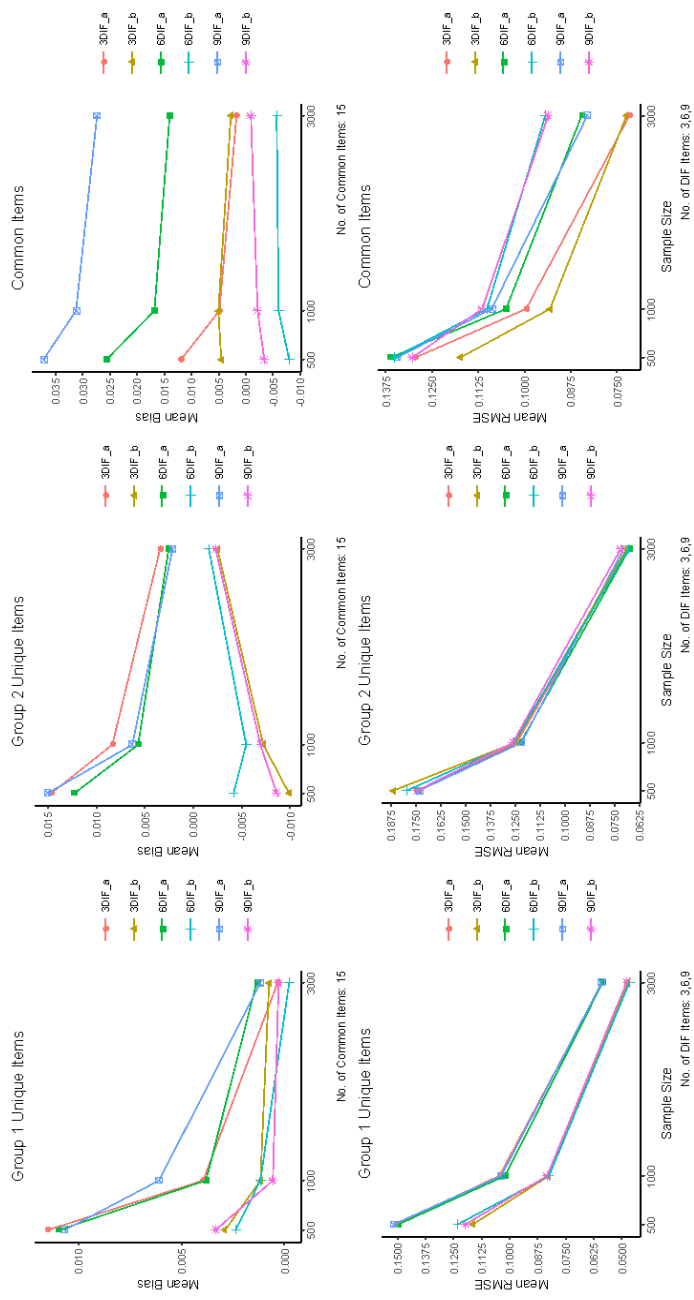 Group 1 Unique Items
Mean Bias
0.010
0.005
0.000
500
1000
3000
No. of Common Items: 15
3DIF_a
3DIF_b
6DIF_a
6DIF_b
9DIF_a
9DIF_b
Group 2 Unique Items
Mean Bias
0.015
0.010
0.005
0.000
-0.005
-0.010
500
1000
3000
No. of Common Items: 15
3DIF_a
3DIF_b
6DIF_a
6DIF_b
9DIF_a
9DIF_b
Common Items
Mean Bias
0.035
0.030
0.025
0.020
0.015
0.010
0.005
0.000
-0.005
-0.010
500
1000
3000
No. of Common Items: 15
3DIF_a
3DIF_b
6DIF_a
6DIF_b
9DIF_a
9DIF_b
Group 1 Unique Items
Mean RMSE
0.1500
0.1375
0.1250
0.1125
0.1000
0.0875
0.0750
0.0625
0.0500
500
1000
3000
Sample Size
No. of DIF Items: 3,6,9
3DIF_a
3DIF_b
6DIF_a
6DIF_b
9DIF_a
9DIF_b
Group 2 Unique Items
Mean RMSE
0.1875
0.1750
0.1625
0.1500
0.1375
0.1250
0.1125
0.1000
0.0875
0.0750
0.0625
500
1000
3000
Sample Size
No. of DIF Items: 3,6,9
3DIF_a
3DIF_b
6DIF_a
6DIF_b
9DIF_a
9DIF_b
Common Items
Mean RMSE
0.1375
0.1250
0.1125
0.1000
0.0875
0.0750
500
1000
3000
Sample Size
No. of DIF Items: 3,6,9
3DIF_a
3DIF_b
6DIF_a
6DIF_b
9DIF_a
9DIF_b